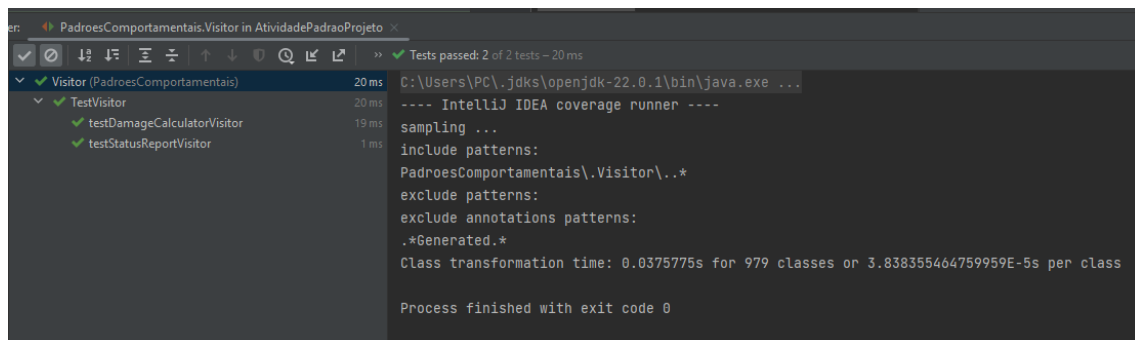 er: PadroesComportamentais.Visitor in AtividadePadraoProjeto
Tests passed: 2 of 2 tests – 20 ms
Visitor (PadroesComportamentais) 20 ms
TestVisitor 20 ms
testDamageCalculatorVisitor 19 ms
testStatusReportVisitor 1 ms
C:\Users\PC\.jdks\openjdk-22.0.1\bin\java.exe ...
---- IntelliJ IDEA coverage runner ----
sampling ...
include patterns:
PadroesComportamentais\.Visitor\..*
exclude patterns:
exclude annotations patterns:
.*Generated.*
Class transformation time: 0.0375775s for 979 classes or 3.838355464759959E-5s per class
Process finished with exit code 0